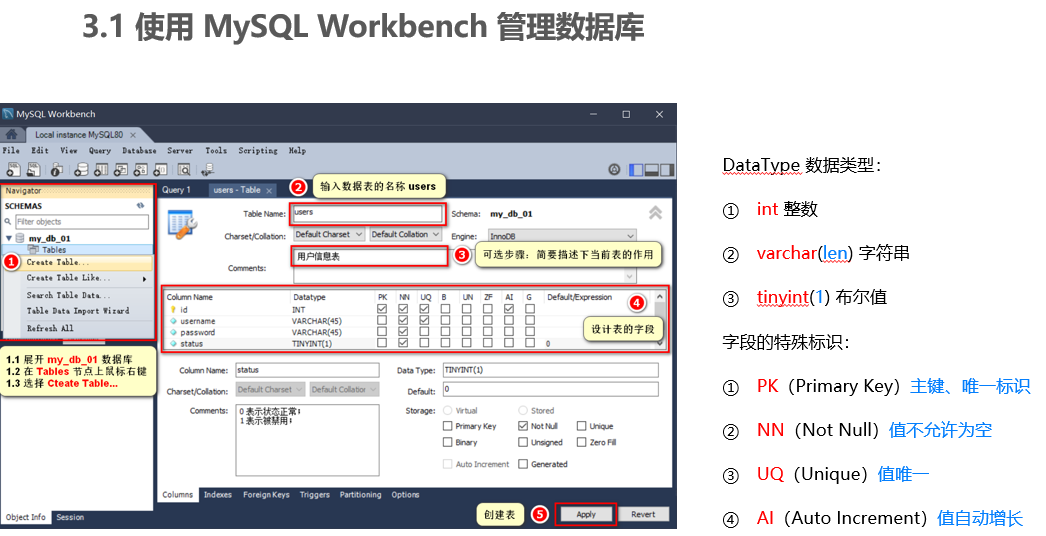 3.1 使用 MySQL Workbench 管理数据库
MySQL Workbench
Local instance MySQL80
File Edit View Query Database Server Tools Scripting Help
Navigator
SCHEMAS
Filter objects
my_db_01
Tables
1
Create Table...
Create Table Like...
Search Table Data...
Table Data Import Wizard
Refresh All
1.1 展开 my_db_01 数据库
1.2 在 Tables 节点上鼠标右键
1.3 选择 Cteate Table...
Object Info Session
Query 1 users - Table
2 输入数据表的名称 users
Table Name: users Schema: my_db_01
Charset/Collation: Default Charset Default Collation Engine: InnoDB
Comments: 用户信息表
3 可选步骤：简要描述下当前表的作用
Column Name Datatype PK NN UQ B UN ZF AI G Default/Expression
id INT
username VARCHAR(45)
password VARCHAR(45)
status TINYINT(1) 0
4
设计表的字段
Column Name: status Data Type: TINYINT(1)
Charset/Collation: Default Charset Default Collation Default: 0
Comments: 0 表示状态正常；
1 表示被禁用；
Storage: Virtual Stored
Primary Key Not Null Unique
Binary Unsigned Zero Fill
Auto Increment Generated
Columns Indexes Foreign Keys Triggers Partitioning Options
创建表 5 Apply Revert
DataType 数据类型：
① int 整数
② varchar(len) 字符串
③ tinyint(1) 布尔值
字段的特殊标识：
① PK（Primary Key）主键、唯一标识
② NN（Not Null）值不允许为空
③ UQ（Unique）值唯一
④ AI（Auto Increment）值自动增长